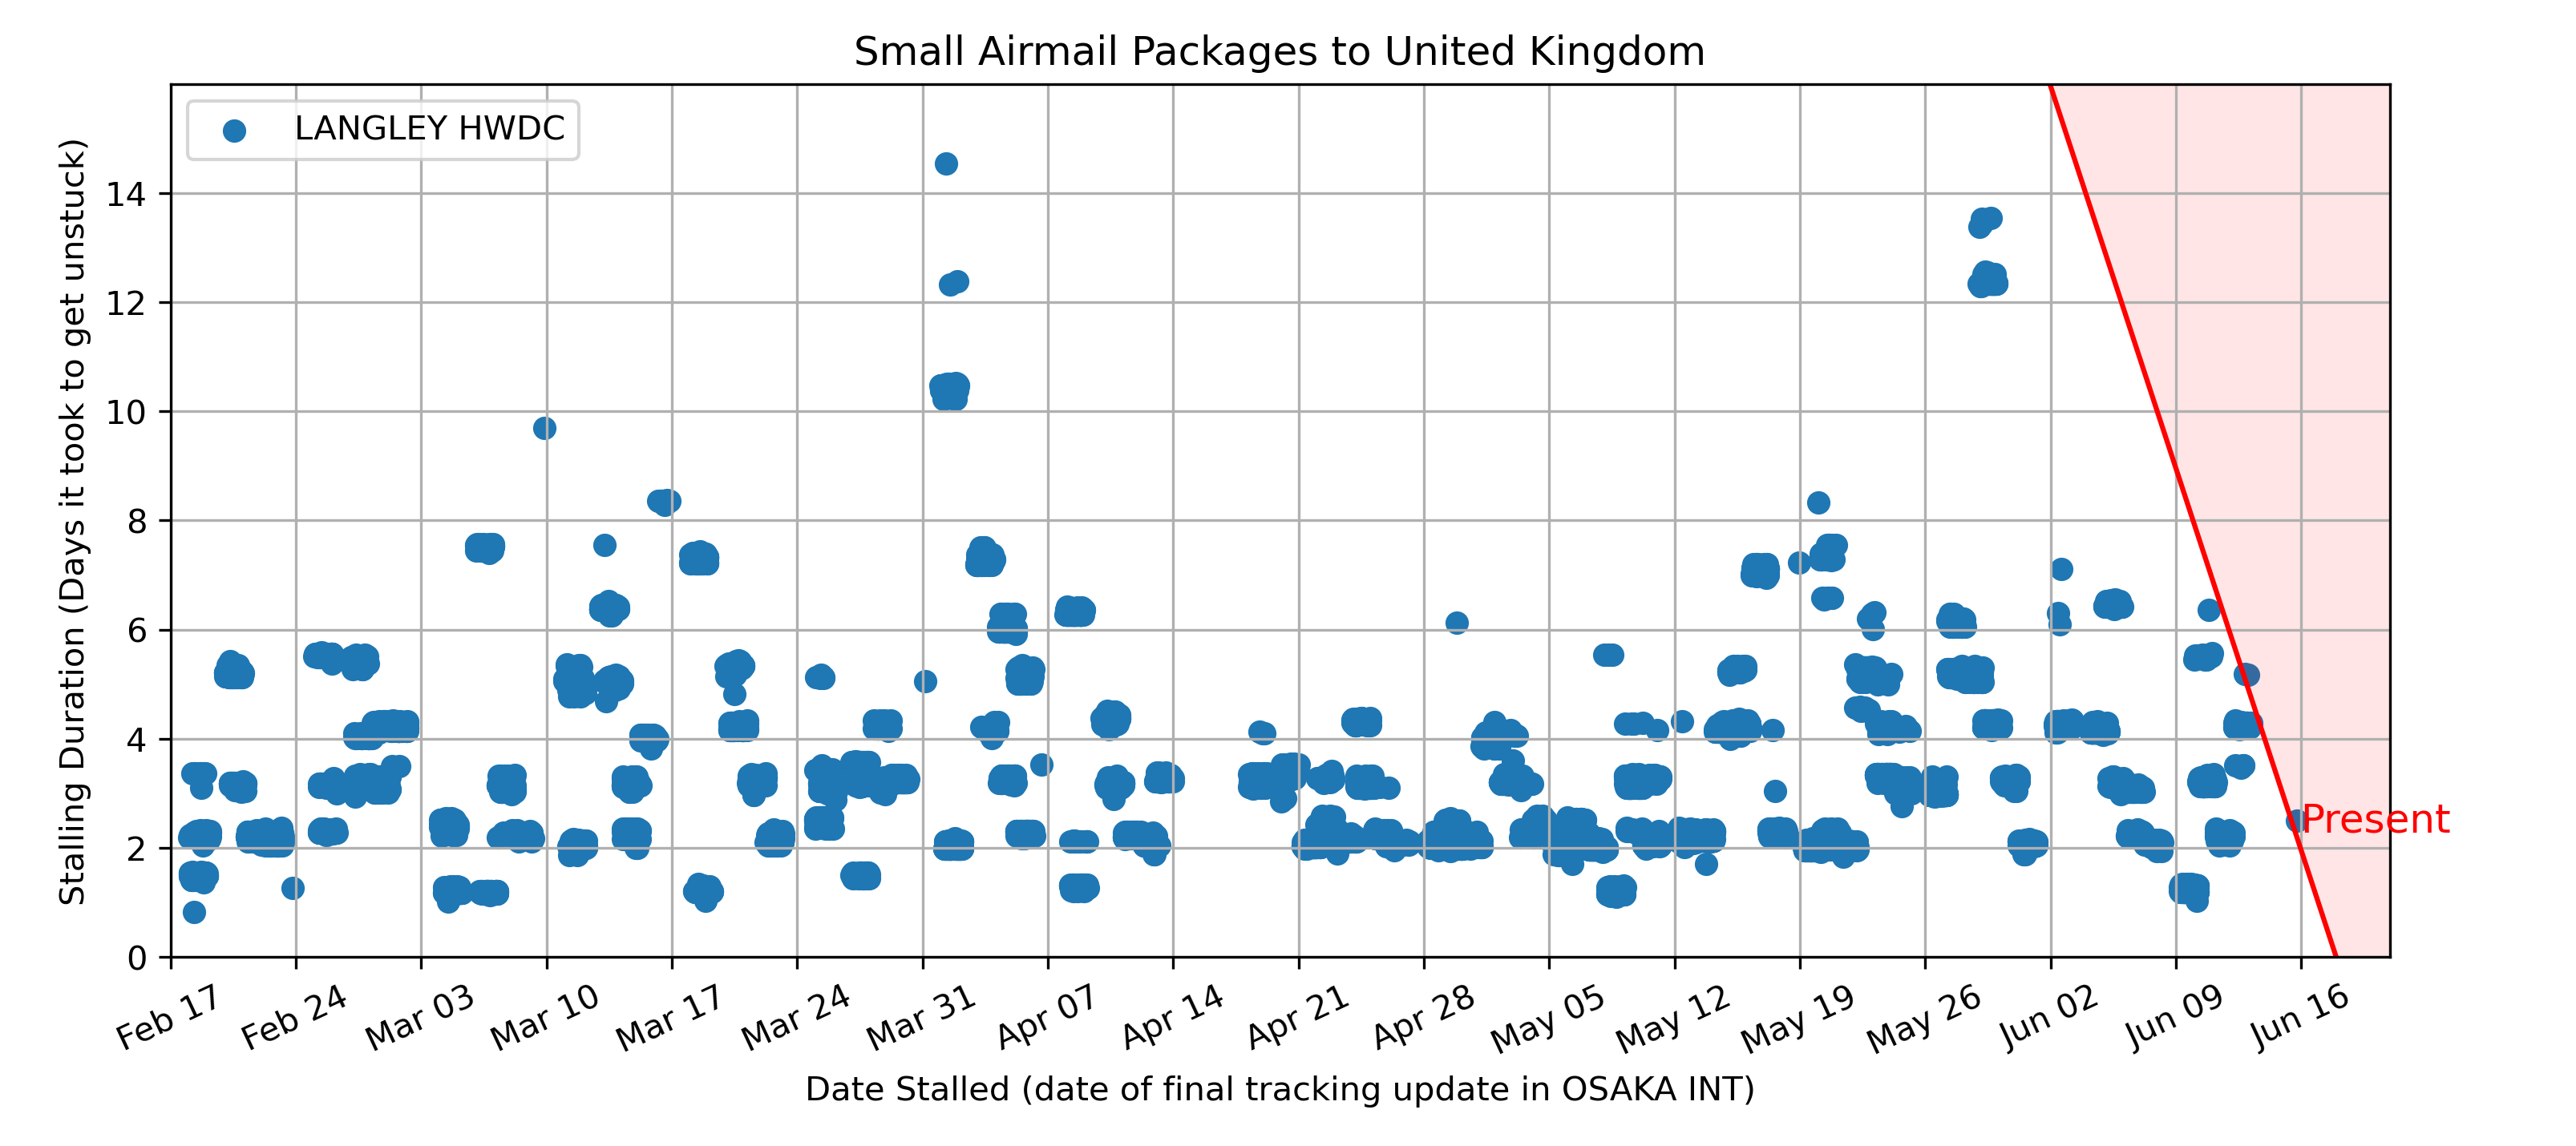 Small Airmail Packages to United Kingdom
LANGLEY HWDC
Stalling Duration (Days it took to get unstuck)
14
12
10
8
6
4
2
0
Present
Feb 17
Feb 24
Mar 03
Mar 10
Mar 17
Mar 24
Mar 31
Apr 07
Apr 14
Apr 21
Apr 28
May 05
May 12
May 19
May 26
Jun 02
Jun 09
Jun 16
Date Stalled (date of final tracking update in OSAKA INT)